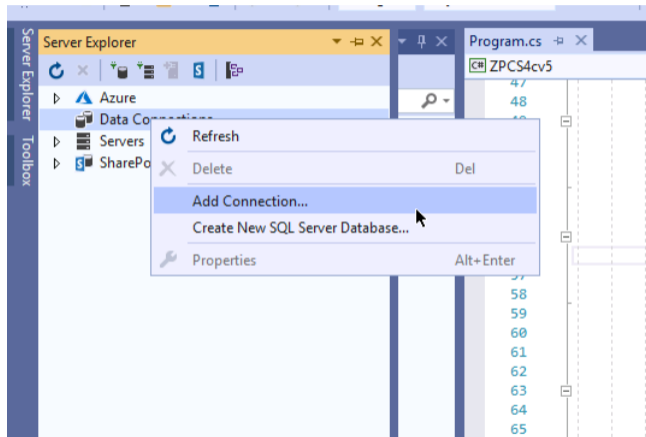 Server Explorer
Toolbox
Server Explorer
Azure
Data Connections
Servers
SharePo
Refresh
Delete Del
Add Connection...
Create New SQL Server Database...
Properties Alt+Enter
Program.cs
C# ZPCS4cv5
47
48
58
59
60
61
62
63
64
65